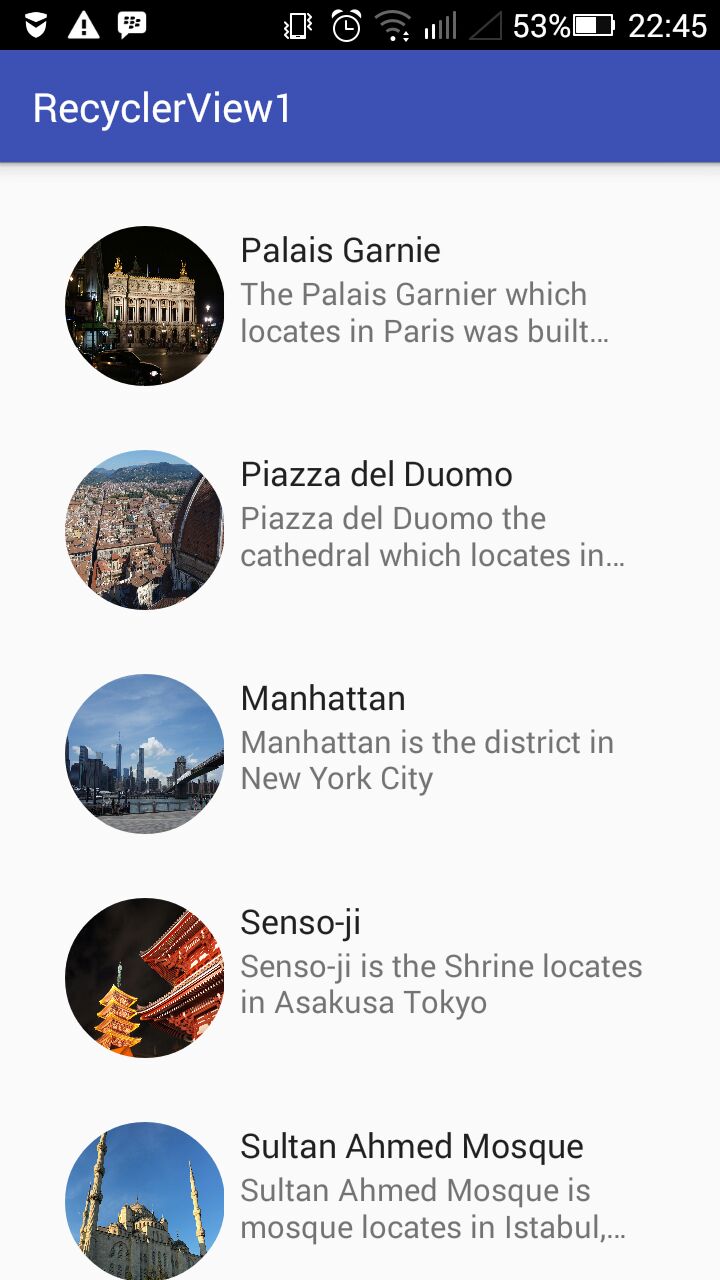 53% 22:45
RecyclerView1
Palais Garnie
The Palais Garnier which
locates in Paris was built...
Piazza del Duomo
Piazza del Duomo the
cathedral which locates in...
Manhattan
Manhattan is the district in
New York City
Senso-ji
Senso-ji is the Shrine locates
in Asakusa Tokyo
Sultan Ahmed Mosque
Sultan Ahmed Mosque is
mosque locates in Istabul,...